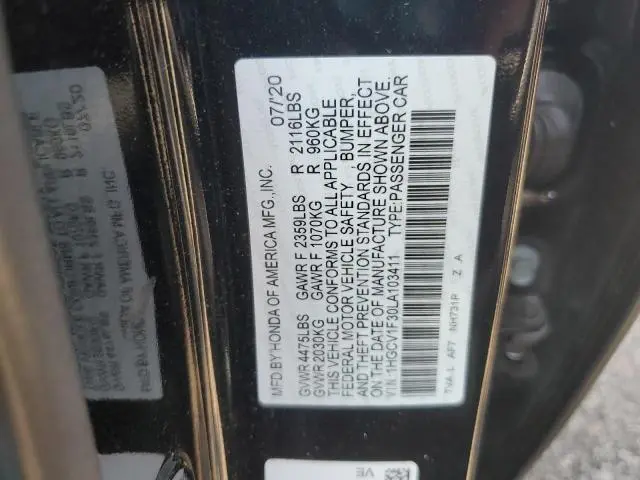 MFD.BY HONDA OF AMERICA MFG.,INC. 07/'20
GVWR 4475LBS GAWR F 2359LBS R 2116LBS
GVWR 2030KG GAWR F 1070KG R 960KG
THIS VEHICLE CONFORMS TO ALL APPLICABLE
FEDERAL MOTOR VEHICLE SAFETY , BUMPER,
AND THEFT PREVENTION STANDARDS IN EFFECT
ON THE DATE OF MANUFACTURE SHOWN ABOVE.
VIN 1HGCV1F30LA103411 TYPE:PASSENGER CAR
TVA-L AF7 NH731P Z A